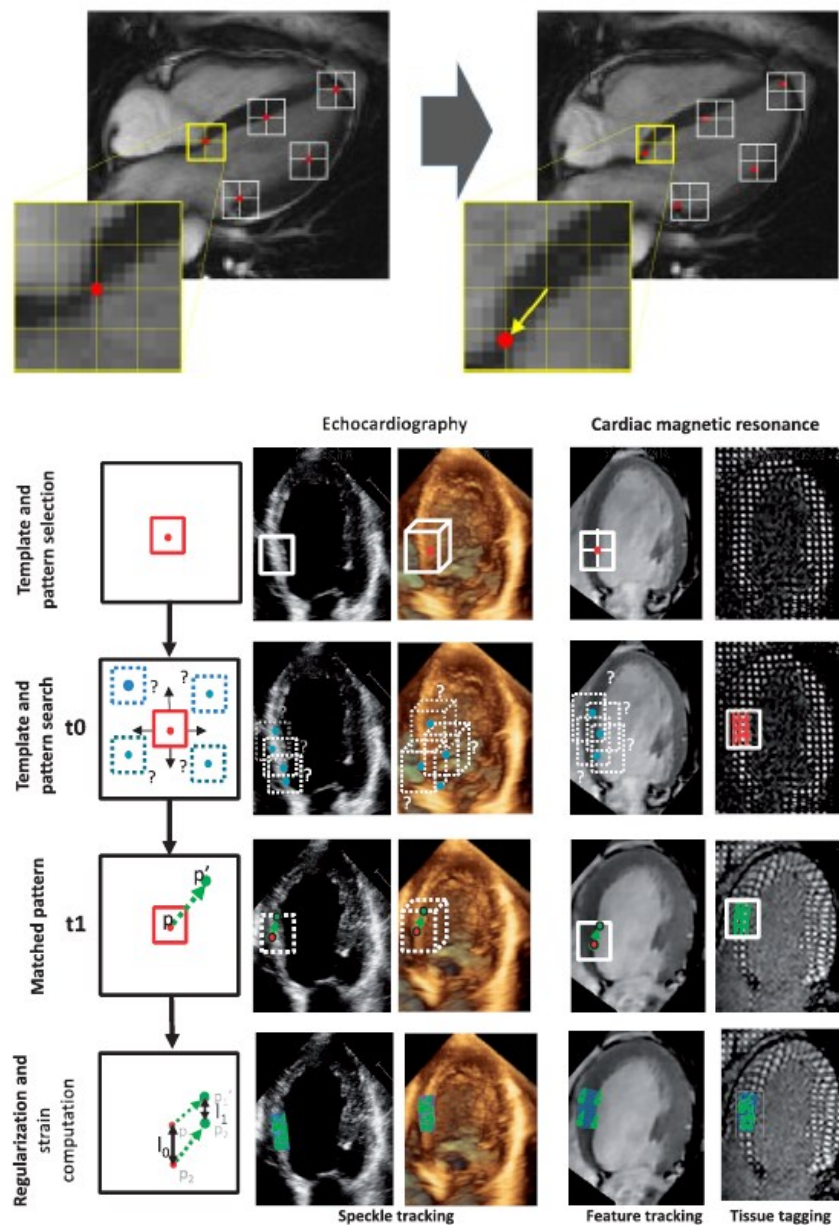 Echocardiography
Cardiac magnetic resonance
Template and
pattern selection
Template and
pattern search
t0
?
?
?
?
?
?
?
?
?
?
?
Matched pattern
t1
p
p'
Regularization and
strain
computation
l0
l1
p2
Speckle tracking
Feature tracking
Tissue tagging